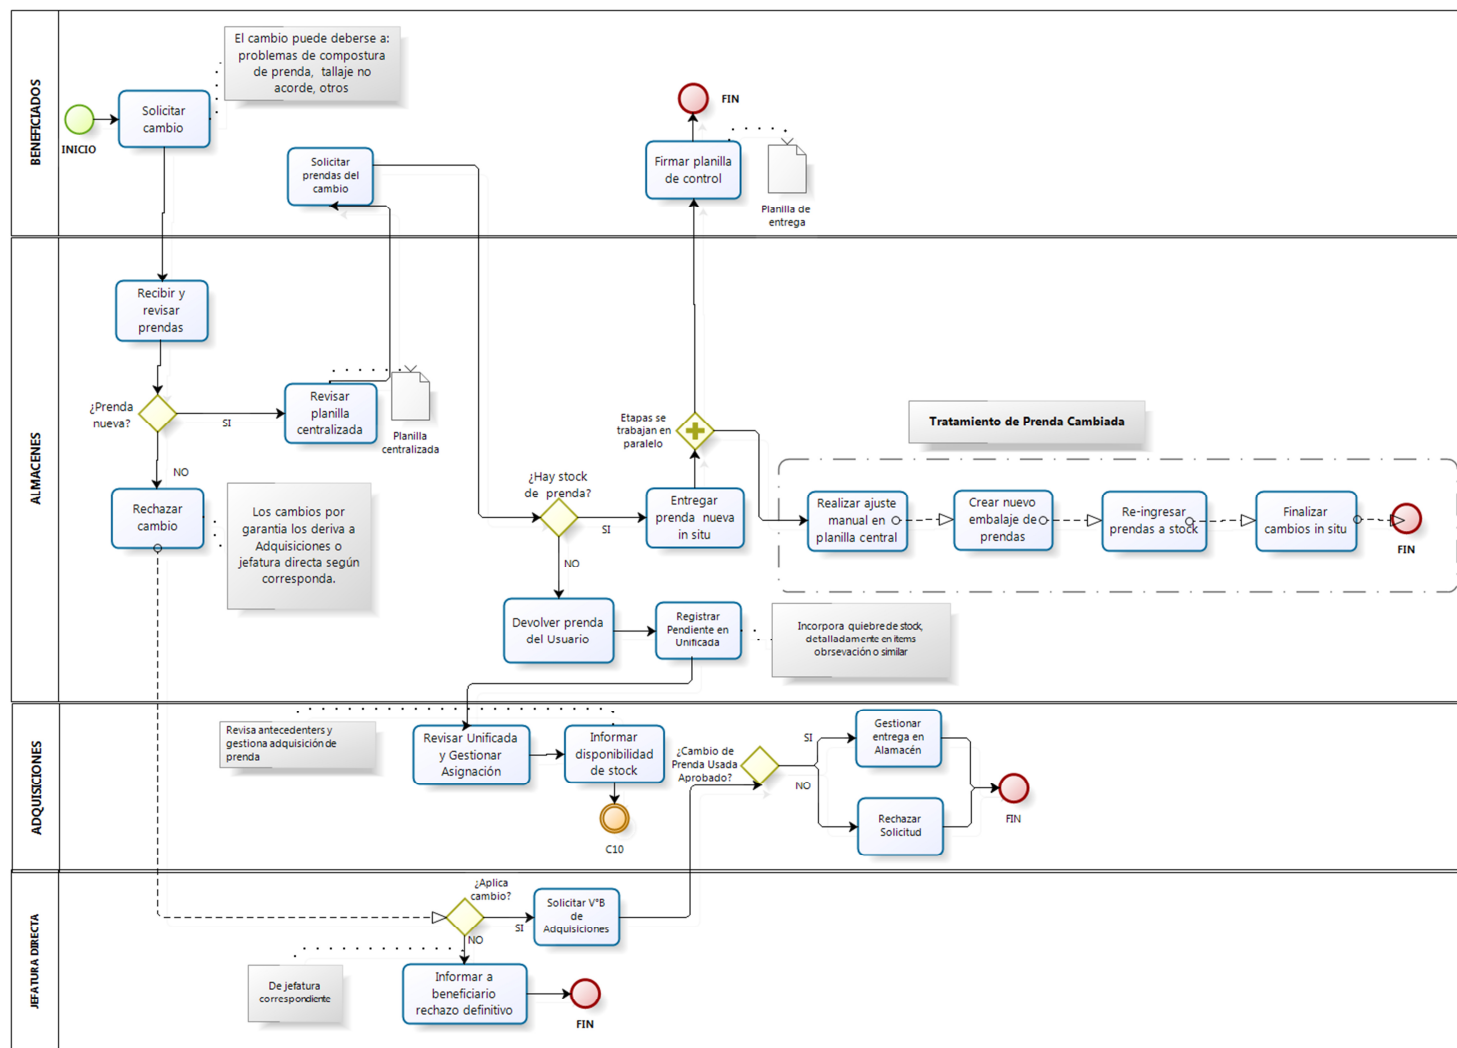 BENEFICIADOS
El cambio puede deberse a:
problemas de compostura
de prenda, tallaje no
acorde, otros
INICIO
Solicitar
cambio
Solicitar
prendas del
cambio
FIN
Firmar planilla
de control
Planilla de
entrega
ALMACENES
Recibir y
revisar
prendas
¿Prenda
nueva?
SI
NO
Revisar
planilla
centralizada
Planilla
centralizada
Rechazar
cambio
Los cambios por
garantia los deriva a
Adquisiciones o
jefatura directa según
corresponda.
¿Hay stock
de prenda?
SI
NO
Entregar
prenda nueva
in situ
Etapas se
trabajan en
paralelo
Tratamiento de Prenda Cambiada
Realizar ajuste
manual en
planilla central
Crear nuevo
embalaje de
prendas
Re-ingresar
prendas a stock
Finalizar
cambios in situ
FIN
Devolver prenda
del Usuario
Registrar
Pendiente en
Unificada
Incorpora quiebre de stock,
detalladamente en items
obrsevación o similar
ADQUISICIONES
Revisa antecedenters y
gestiona adquisición de
prenda
Revisar Unificada
y Gestionar
Asignación
Informar
disponibilidad
de stock
C10
¿Cambio de
Prenda Usada
Aprobado?
SI
NO
Gestionar
entrega en
Alamacén
Rechazar
Solicitud
FIN
JEFATURA DIRECTA
¿Aplica
cambio?
SI
NO
Solicitar V°B
de
Adquisiciones
De jefatura
correspondiente
Informar a
beneficiario
rechazo definitivo
FIN